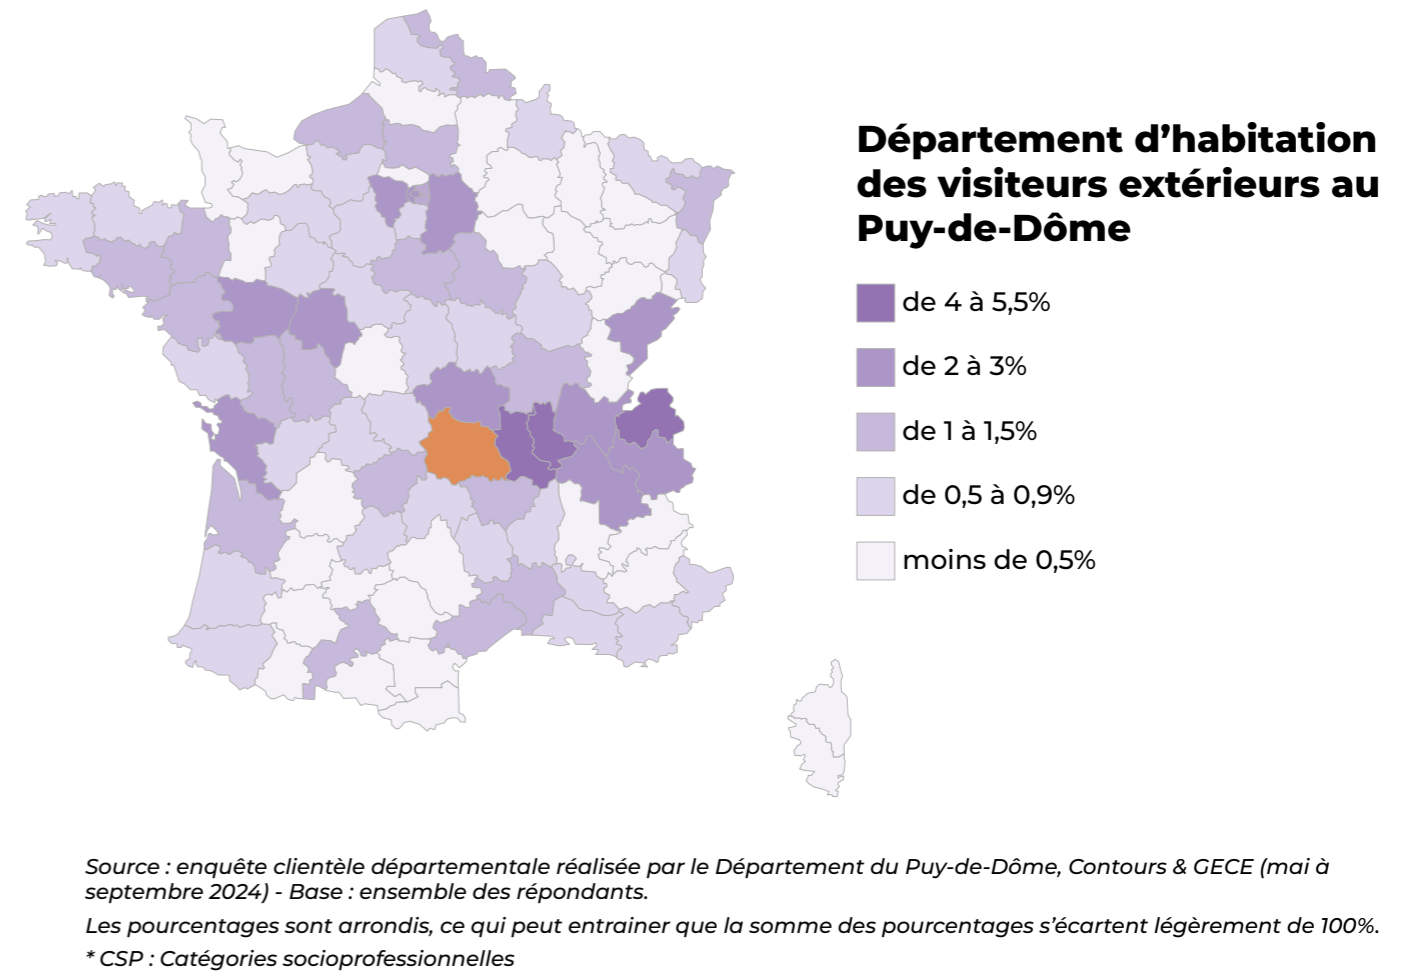 Département d’habitation
des visiteurs extérieurs au
Puy-de-Dôme
de 4 à 5,5%
de 2 à 3%
de 1 à 1,5%
de 0,5 à 0,9%
moins de 0,5%
Source : enquête clientèle départementale réalisée par le Département du Puy-de-Dôme, Contours & GECE (mai à
septembre 2024) - Base : ensemble des répondants.
Les pourcentages sont arrondis, ce qui peut entrainer que la somme des pourcentages s’écartent légèrement de 100%.
* CSP : Catégories socioprofessionnelles